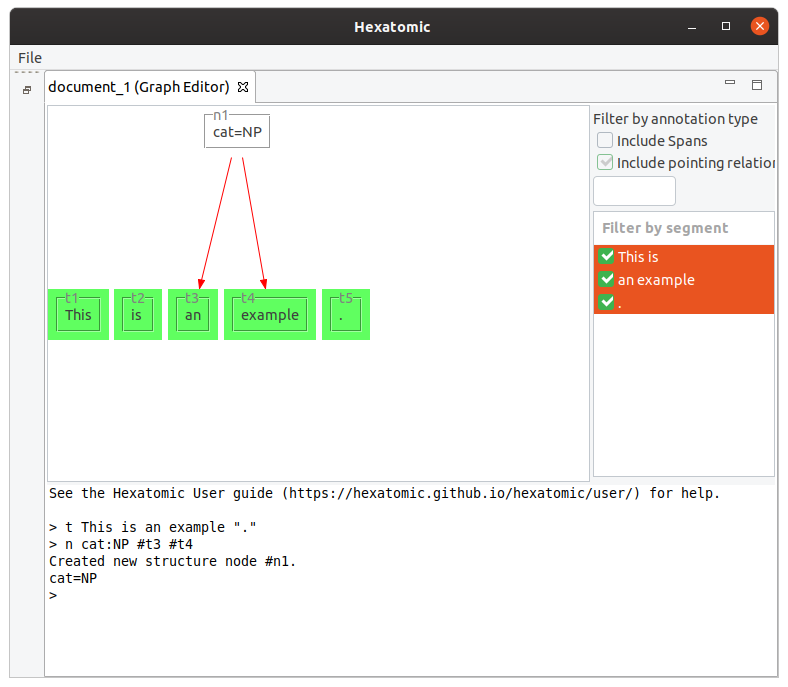 Hexatomic
File
document_1 (Graph Editor)
n1
cat=NP
t1
This
t2
is
t3
an
t4
example
t5
.
Filter by annotation type
Include Spans
Include pointing relation
Filter by segment
This is
an example
.
See the Hexatomic User guide (https://hexatomic.github.io/hexatomic/user/) for help.
> t This is an example "."
> n cat:NP #t3 #t4
Created new structure node #n1.
cat=NP
>